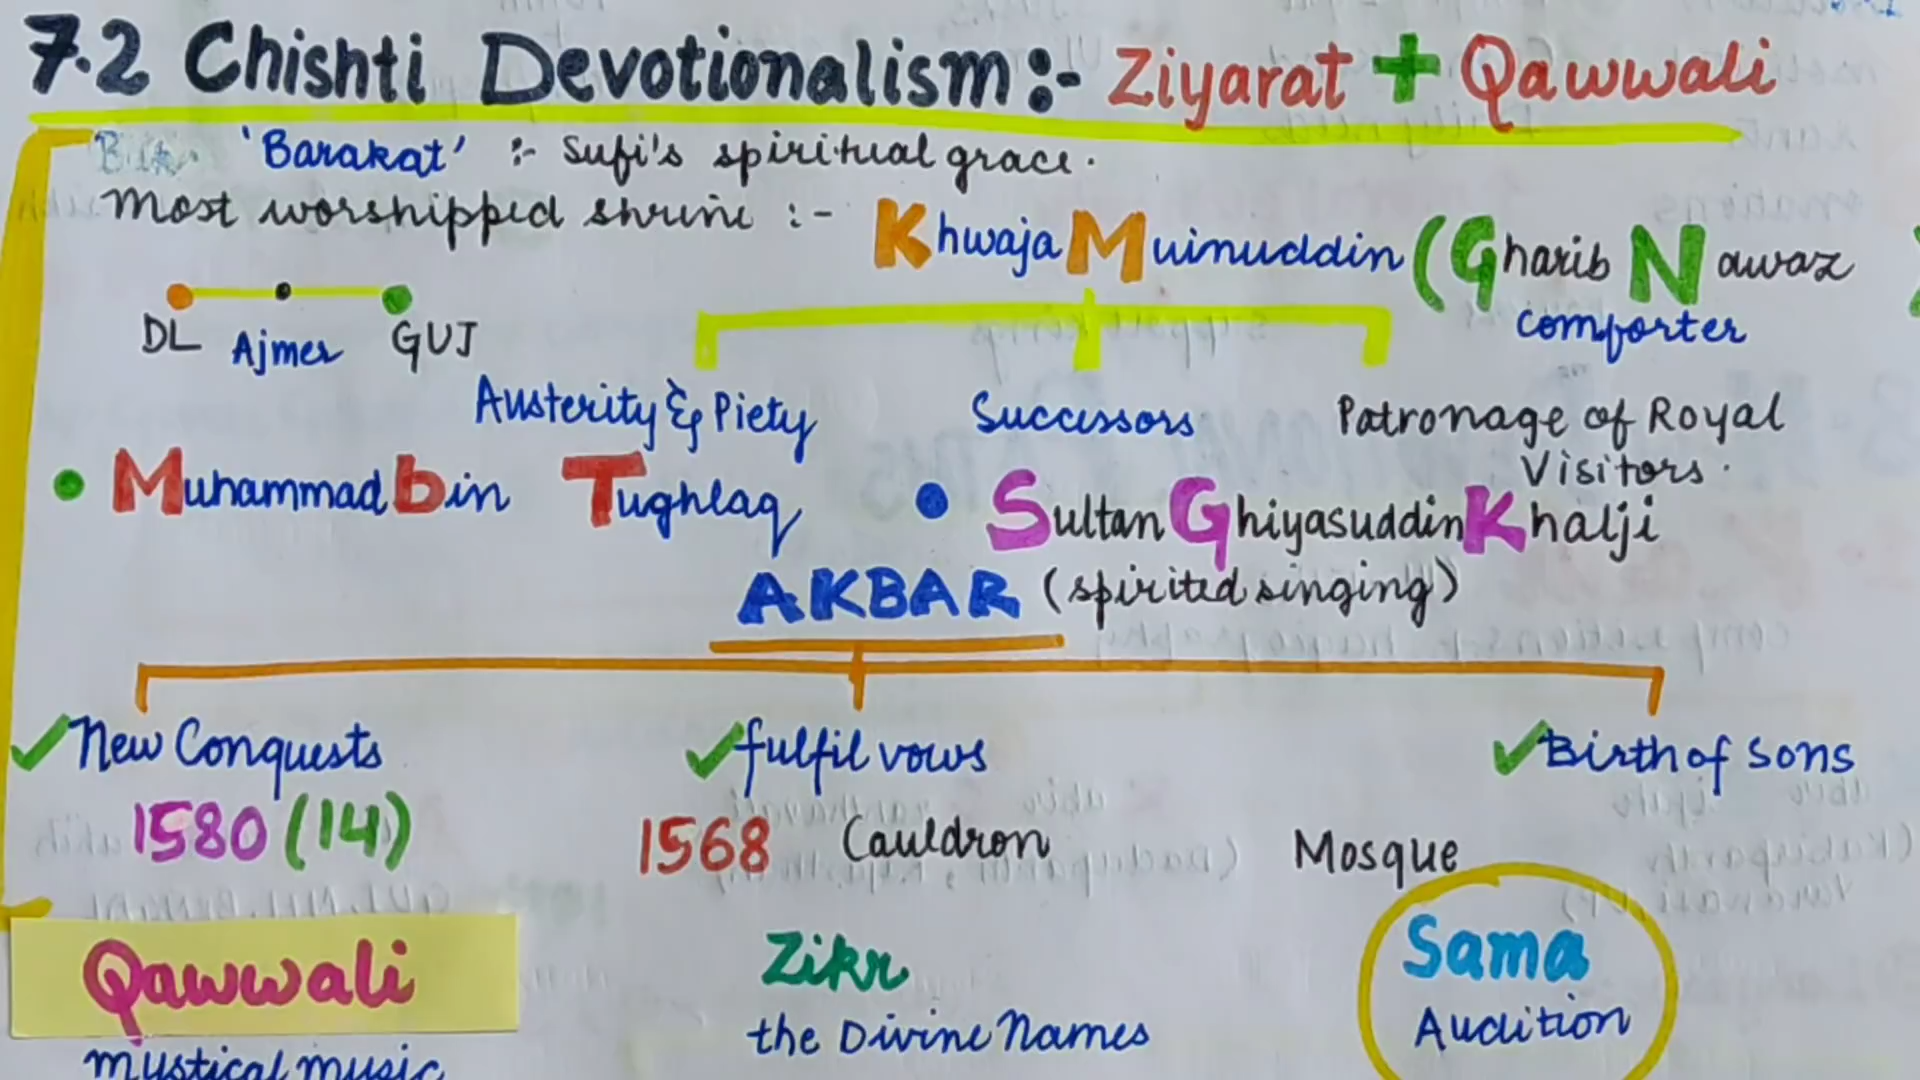 7.2 Chishti Devotionalism:- Ziyarat + Qawwali
'Barakat' :- Sufi's spiritual grace.
Most worshipped shrine :- Khwaja Muinuddin (Gharib Nawaz)
comforter
DL Ajmer GUJ
Austerity & Piety Successors Patronage of Royal Visitors.
• Muhammad bin Tughlaq • Sultan Ghiyasuddin Khalji
AKBAR (spirited singing)
✓New Conquests ✓fulfil vows ✓Birth of Sons
1580 (14) 1568 Cauldron Mosque
Qawwali Zikr Sama
mystical music the Divine Names Audition